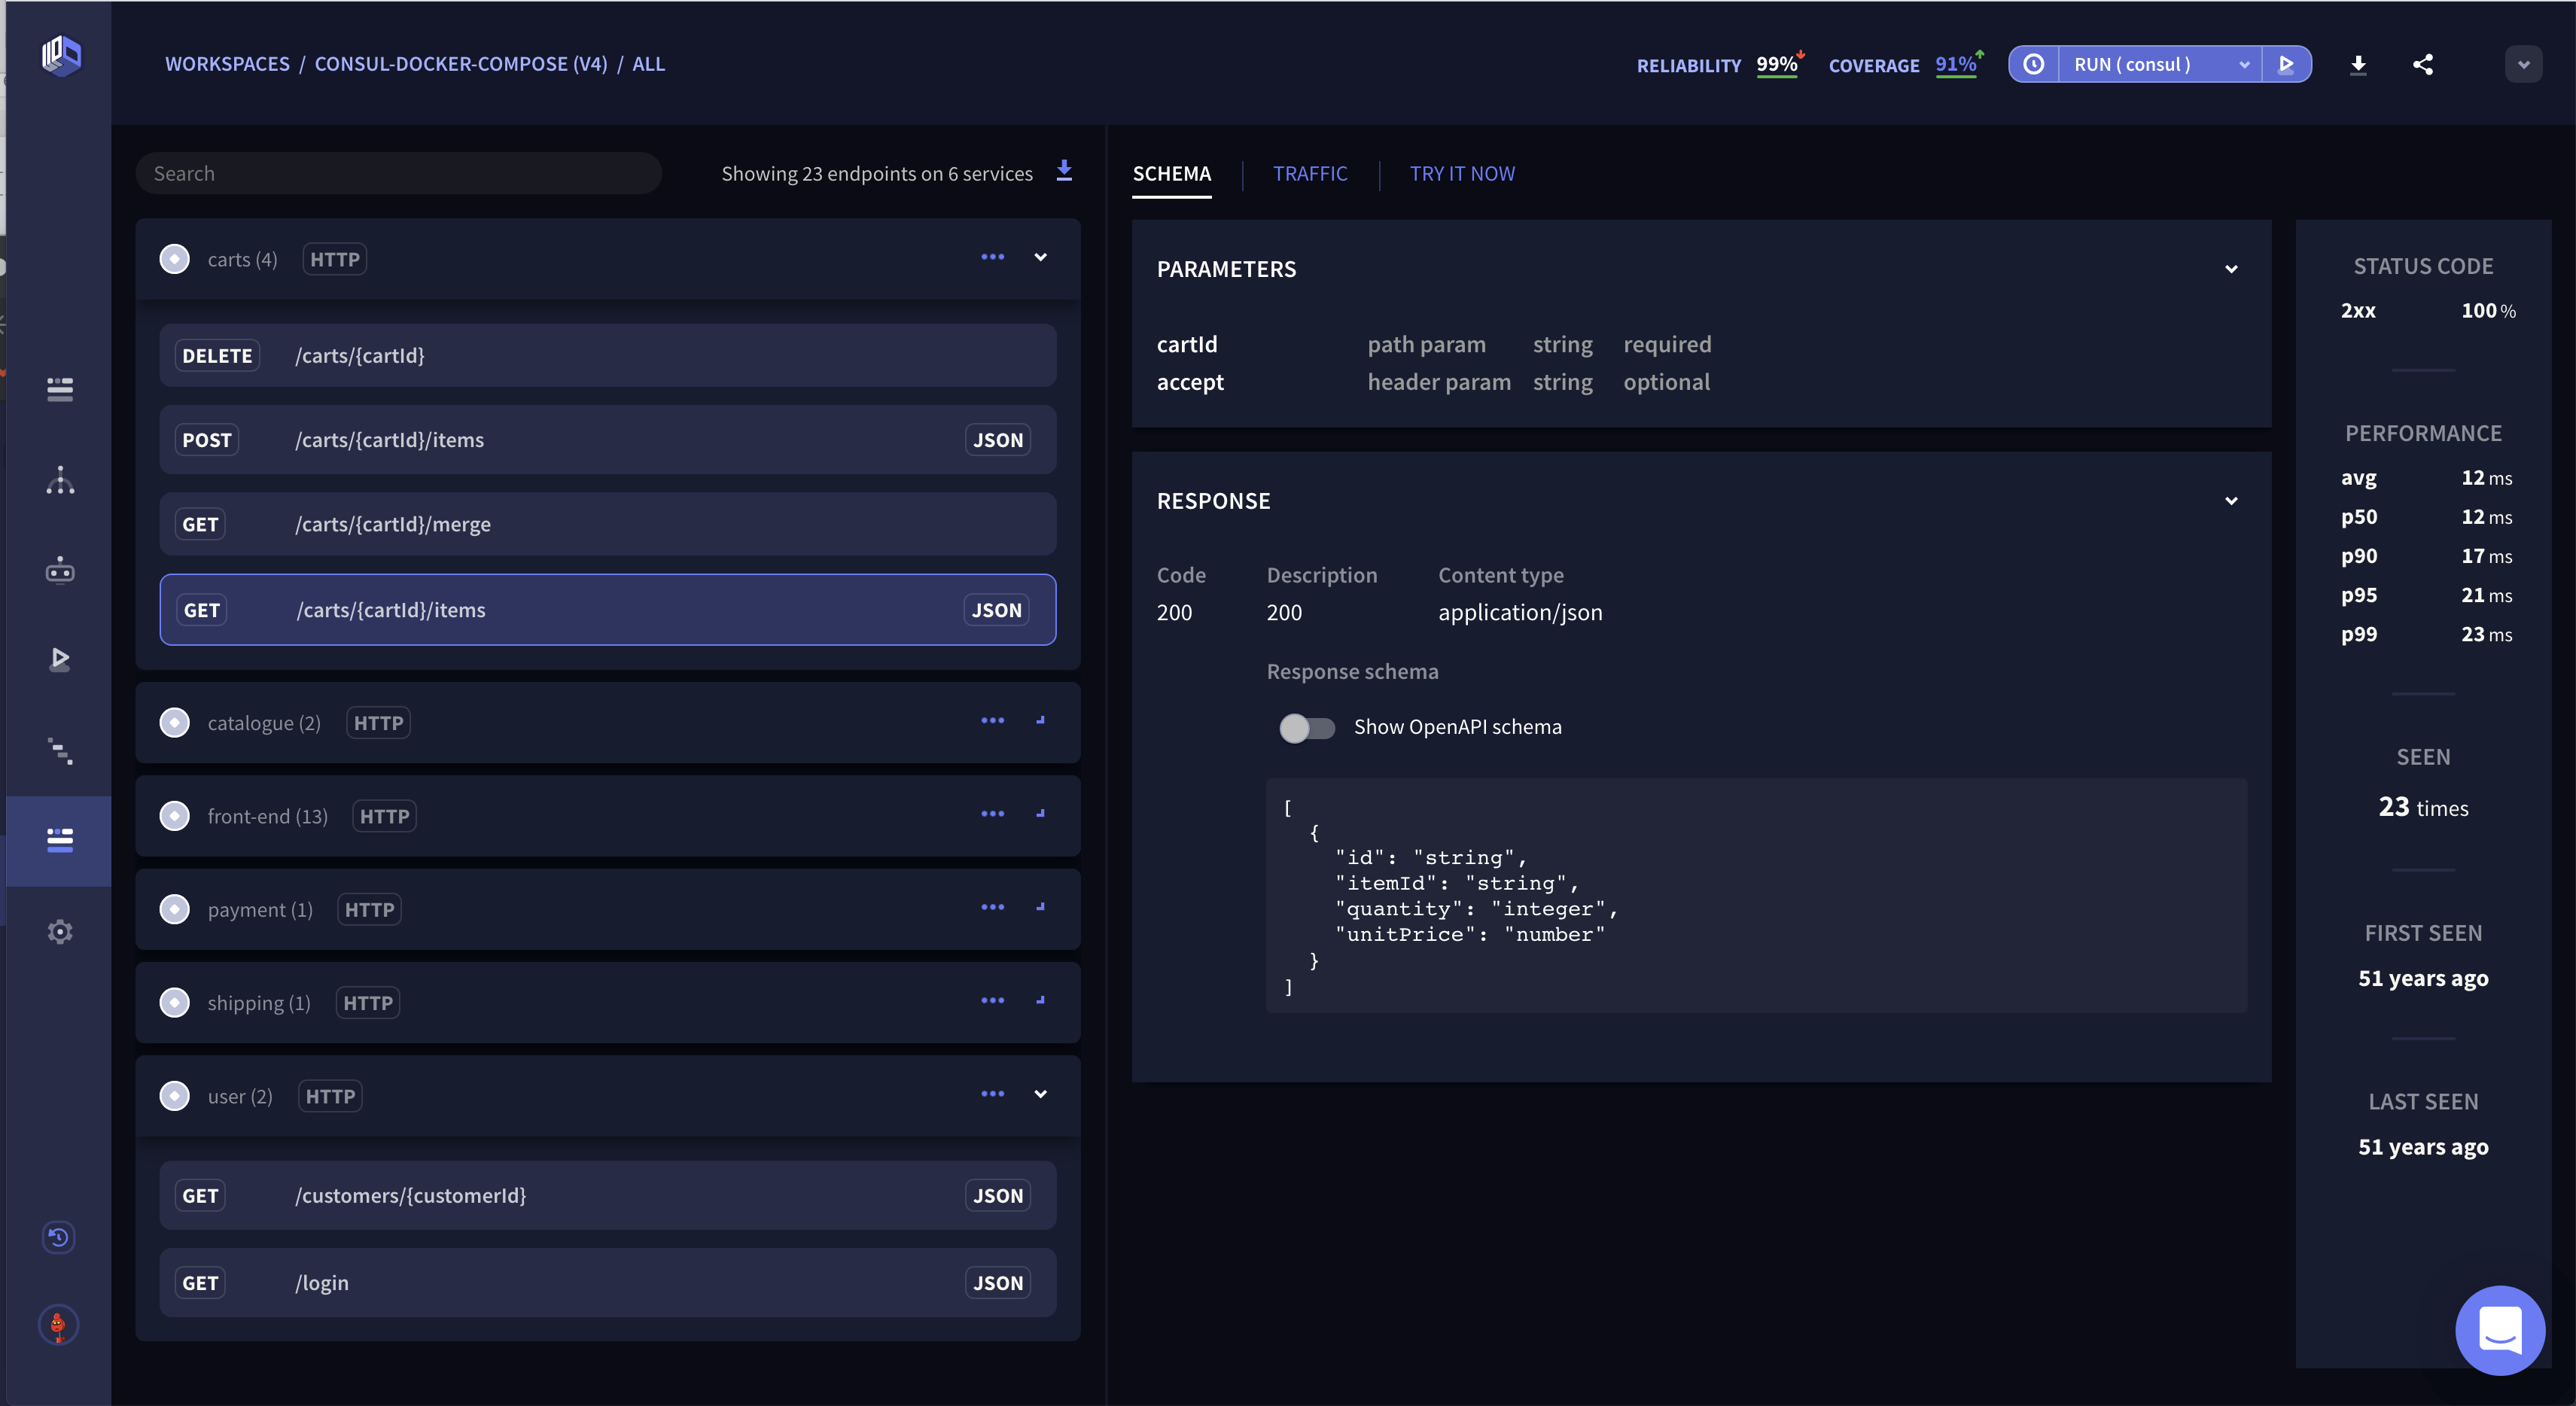 WORKSPACES / CONSUL-DOCKER-COMPOSE (V4) / ALL
RELIABILITY 99% COVERAGE 91% RUN ( consul )
Search
Showing 23 endpoints on 6 services
carts (4) HTTP
DELETE /carts/{cartId}
POST /carts/{cartId}/items JSON
GET /carts/{cartId}/merge
GET /carts/{cartId}/items JSON
catalogue (2) HTTP
front-end (13) HTTP
payment (1) HTTP
shipping (1) HTTP
user (2) HTTP
GET /customers/{customerId} JSON
GET /login JSON
SCHEMA | TRAFFIC | TRY IT NOW
PARAMETERS
cartId path param string required
accept header param string optional
RESPONSE
Code Description Content type
200 200 application/json
Response schema
Show OpenAPI schema
[
{
"id": "string",
"itemId": "string",
"quantity": "integer",
"unitPrice": "number"
}
]
STATUS CODE
2xx 100 %
PERFORMANCE
avg 12 ms
p50 12 ms
p90 17 ms
p95 21 ms
p99 23 ms
SEEN
23 times
FIRST SEEN
51 years ago
LAST SEEN
51 years ago